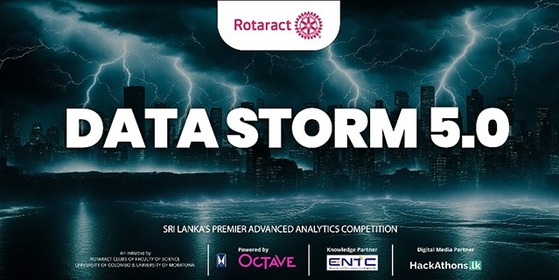 Rotaract
DATA STORM 5.0
SRI LANKA'S PREMIER ADVANCED ANALYTICS COMPETITION
An initiative by
ROTARACT CLUBS OF FACULTY OF SCIENCE
UNIVERSITY OF COLOMBO & UNIVERSITY OF MORATUWA
Powered by
OCTAVE
Knowledge Partner
ENTC
Digital Media Partner
HackAthons.lk